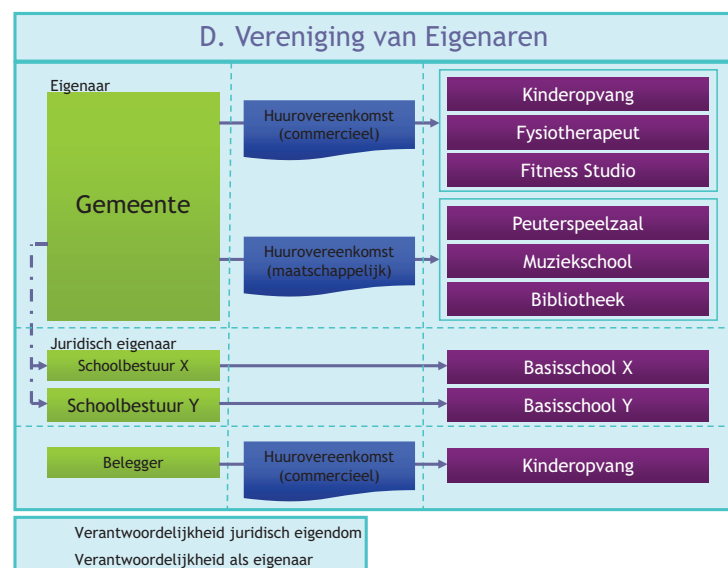 D. Vereniging van Eigenaren
Eigenaar
Gemeente
Huurovereenkomst
(commercieel)
Kinderopvang
Fysiotherapeut
Fitness Studio
Huurovereenkomst
(maatschappelijk)
Peuterspeelzaal
Muziekschool
Bibliotheek
Juridisch eigenaar
Schoolbestuur X
Basisschool X
Schoolbestuur Y
Basisschool Y
Belegger
Huurovereenkomst
(commercieel)
Kinderopvang
Verantwoordelijkheid juridisch eigendom
Verantwoordelijkheid als eigenaar